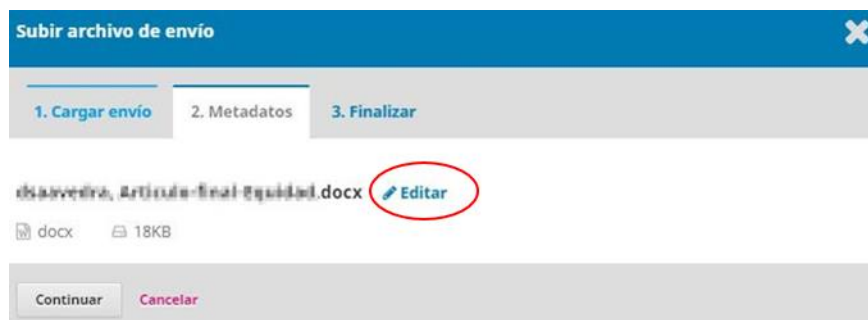 Subir archivo de envío
1. Cargar envío 2. Metadatos 3. Finalizar
.docx Editar
docx 18KB
Continuar Cancelar